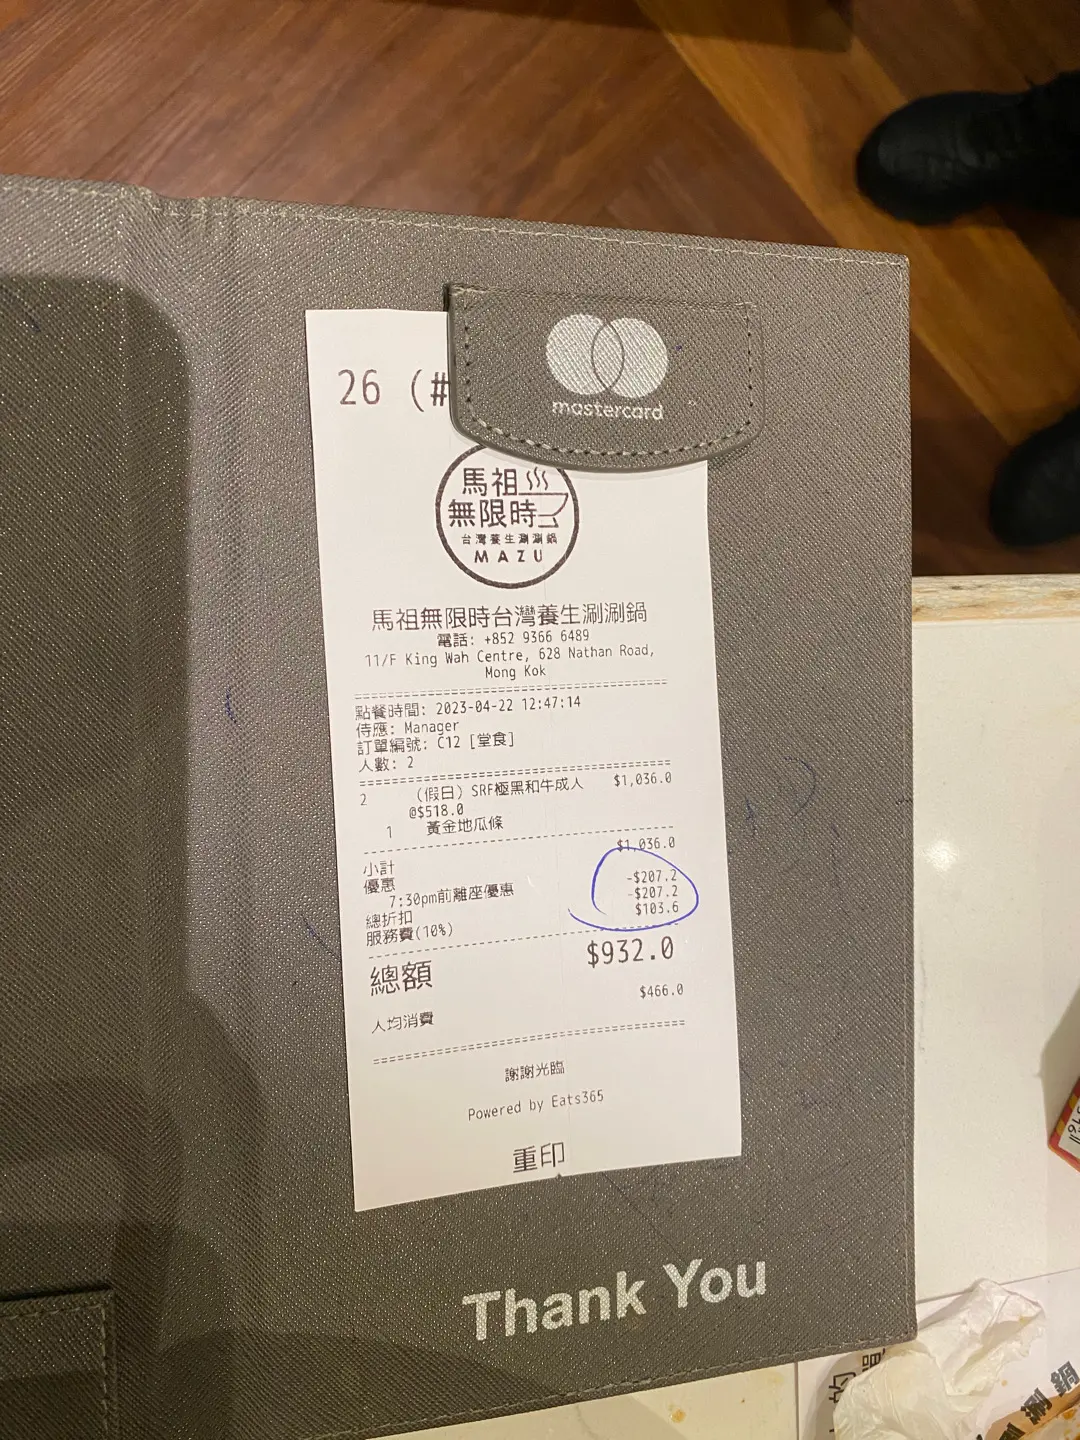 mastercard
26 (#
馬祖
無限時
台灣養生涮涮鍋
MAZU
馬祖無限時台灣養生涮涮鍋
電話: +852 9366 6489
11/F King Wah Centre, 628 Nathan Road,
Mong Kok
點餐時間: 2023-04-22 12:47:14
侍應: Manager
訂單編號: C12 [堂食]
人數: 2
2 (假日) SRF極黑和牛成人 $1,036.0
@$518.0
1 黃金地瓜條
小計 $1,036.0
優惠
7:30pm前離座優惠 -$207.2
總折扣 -$207.2
服務費(10%) $103.6
總額 $932.0
人均消費 $466.0
謝謝光臨
Powered by Eats365
重印
Thank You